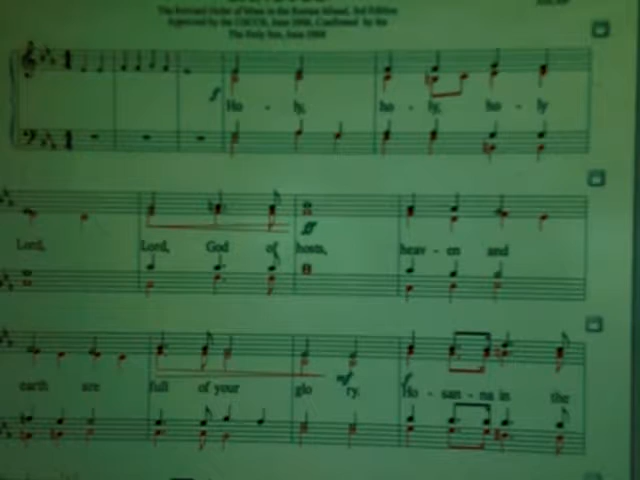 The Revised Order of Mass in the Roman Missal, 3rd Edition
Approved by the USCCB, June 2006, Confirmed by the
The Holy See, June 2008
f
Ho - ly, ho - ly, ho - ly
ff
Lord, Lord, God of hosts, heav - en and
mf f
earth are full of your glo ry. Ho - san - na in the